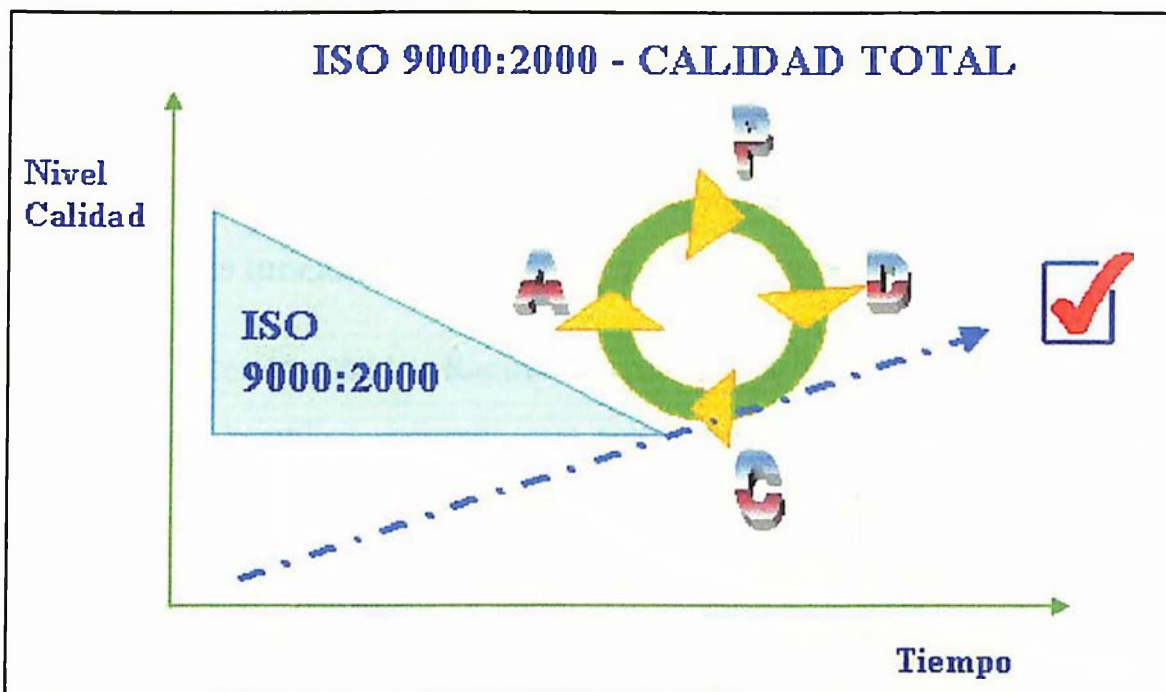 ISO 9000:2000 - CALIDAD TOTAL
Nivel
Calidad
P
A
D
ISO
9000:2000
C
Tiempo